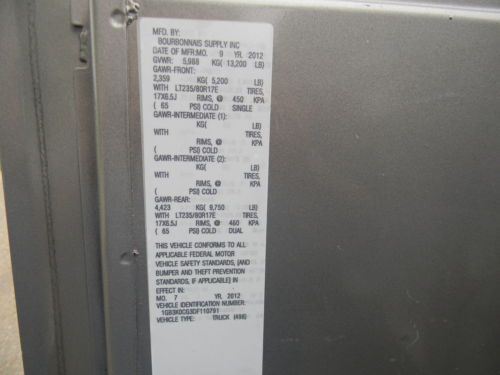 MFD. BY:
BOURBONNAIS SUPPLY INC
DATE OF MFR:MO. 9 YR. 2012
GVWR: 5,988 KG( 13,200 LB)
GAWR-FRONT:
2,359 KG( 5,200 LB)
WITH LT235/80R17E TIRES,
17X6.5J RIMS, @ 450 KPA
( 65 PSI) COLD SINGLE
GAWR-INTERMEDIATE (1):
KG( LB)
WITH TIRES,
RIMS, @ KPA
( PSI) COLD
GAWR-INTERMEDIATE (2):
KG( LB)
WITH TIRES,
RIMS, @ KPA
( PSI) COLD
GAWR-REAR:
4,423 KG( 9,750 LB)
WITH LT235/80R17E TIRES,
17X6.5J RIMS, @ 450 KPA
( 65 PSI) COLD DUAL
THIS VEHICLE CONFORMS TO ALL
APPLICABLE FEDERAL MOTOR
VEHICLE SAFETY STANDARDS, [AND
BUMPER AND THEFT PREVENTION
STANDARDS, IF APPLICABLE]
IN EFFECT IN:
MO. 7 YR. 2012
VEHICLE IDENTIFICATION NUMBER:
1GB3K0CG3DF110791
VEHICLE TYPE: TRUCK (498)